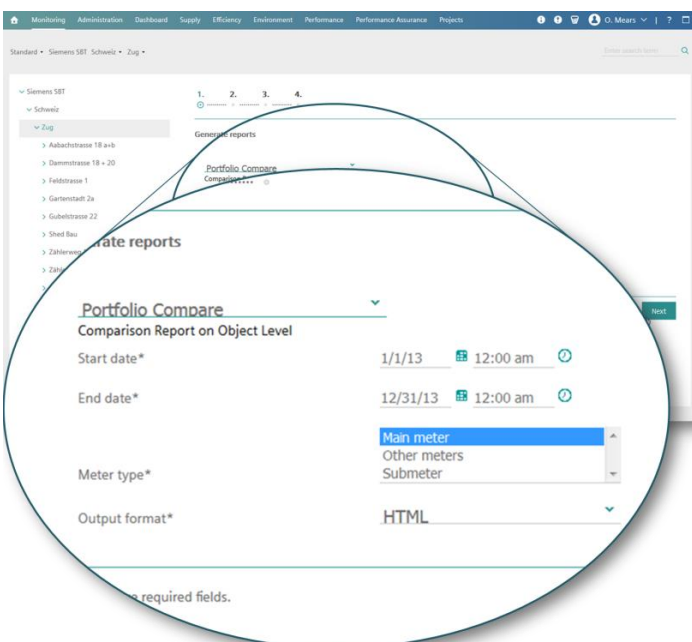 Monitoring Administration Dashboard Supply Efficiency Environment Performance Performance Assurance Projects O. Mears | ?
Standard Siemens SBT Schweiz Zug
Enter search term
Siemens SBT
Schweiz
Zug
Aabachstrasse 18 a+b
Dammstrasse 18 + 20
Feldstrasse 1
Gartenstadt 2a
Gubelstrasse 22
Shed Bau
1. 2. 3. 4.
Generate reports
Portfolio Compare
Next
reports
Portfolio Compare
Comparison Report on Object Level
Start date* 1/1/13 12:00 am
End date* 12/31/13 12:00 am
Meter type* Main meter
Other meters
Submeter
Output format* HTML
required fields.